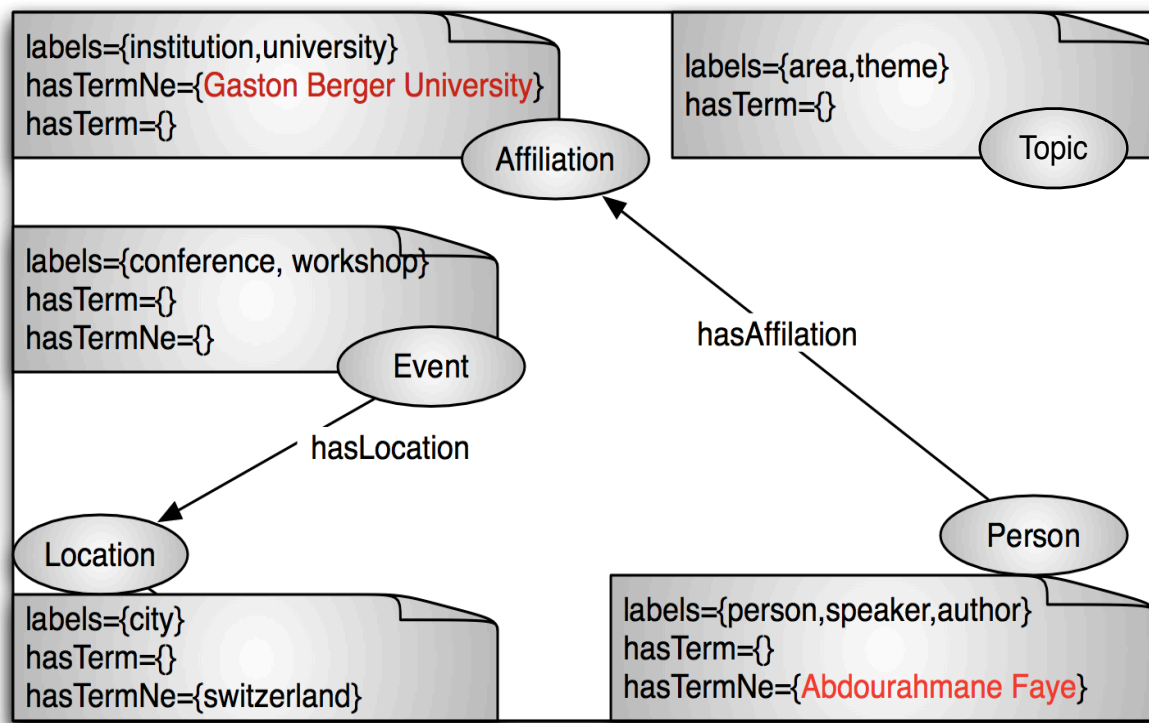 labels={institution,university}
hasTermNe={Gaston Berger University}
hasTerm={}
Affiliation
labels={area,theme}
hasTerm={}
Topic
labels={conference, workshop}
hasTerm={}
hasTermNe={}
Event
hasAffilation
hasLocation
Location
labels={city}
hasTerm={}
hasTermNe={switzerland}
Person
labels={person,speaker,author}
hasTerm={}
hasTermNe={Abdourahmane Faye}